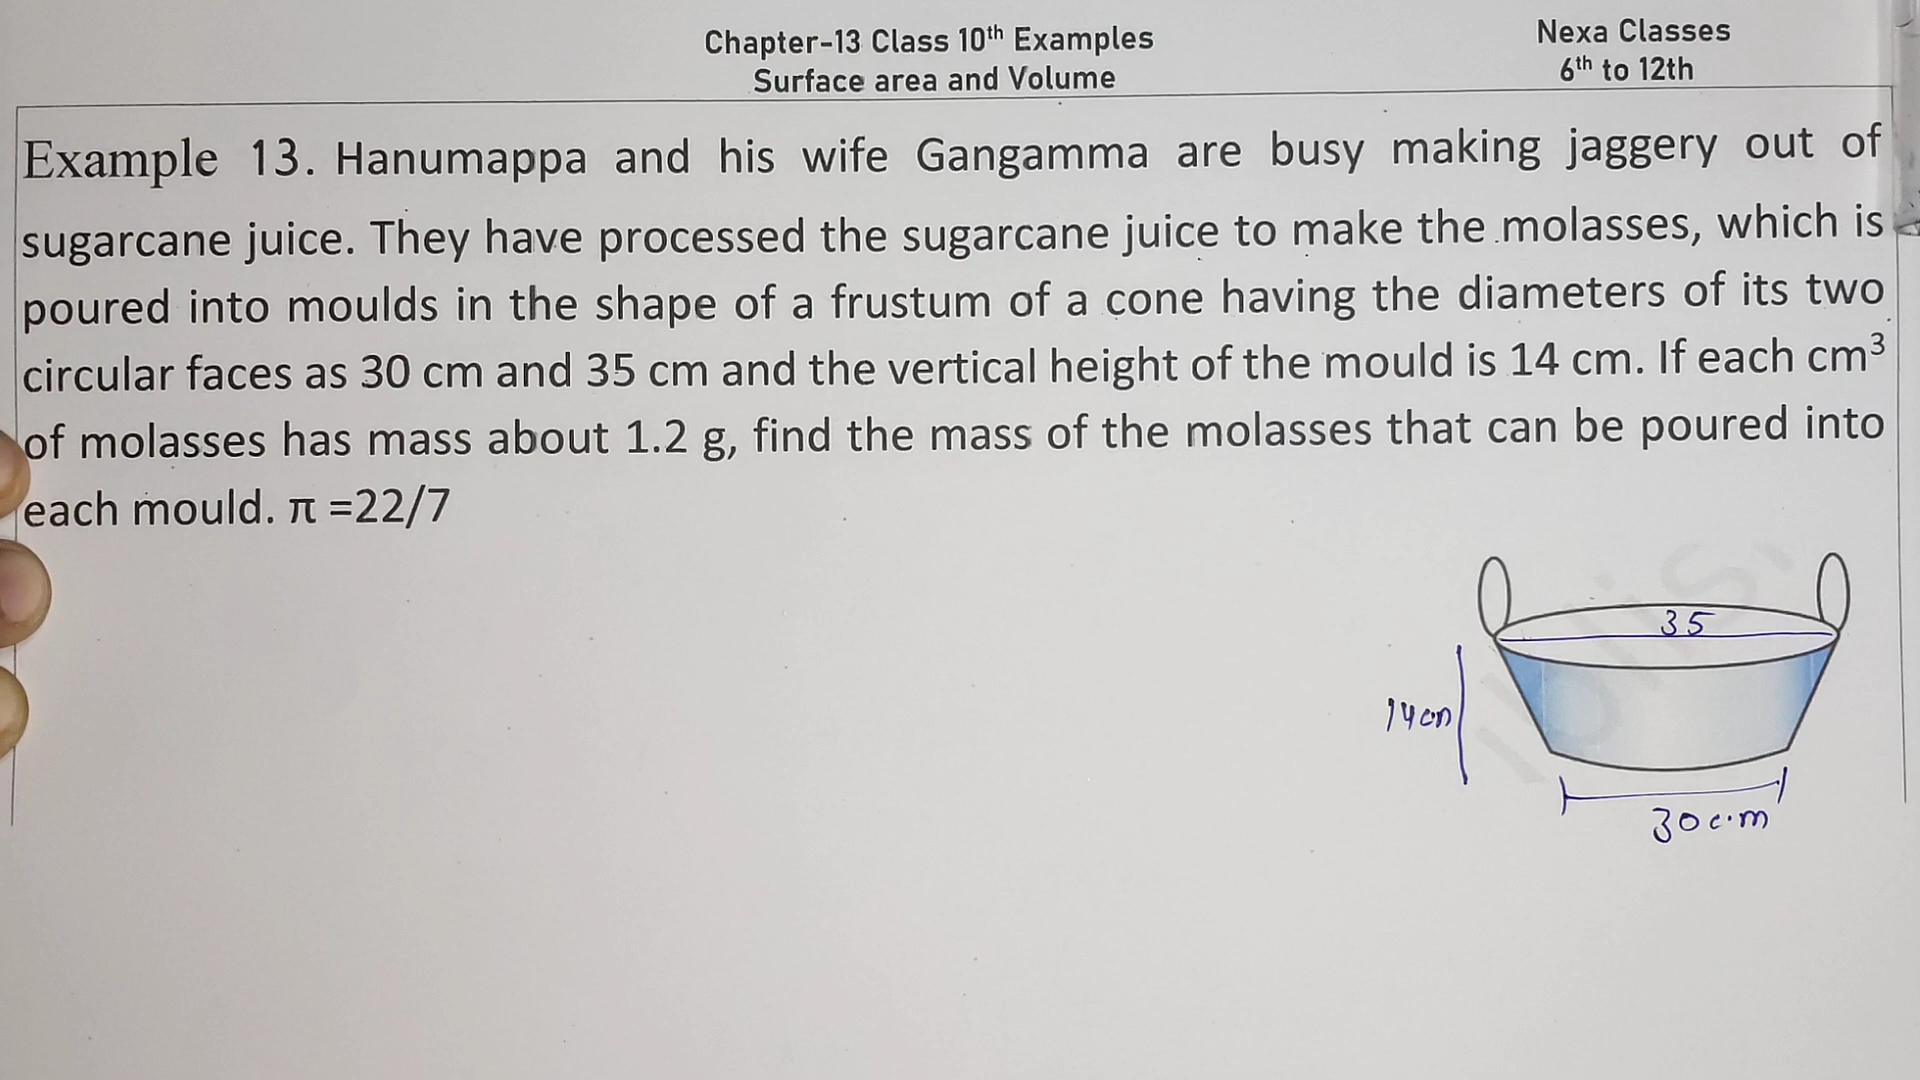 Chapter-13 Class 10th Examples
Surface area and Volume
Nexa Classes
6th to 12th
Example 13. Hanumappa and his wife Gangamma are busy making jaggery out of
sugarcane juice. They have processed the sugarcane juice to make the molasses, which is
poured into moulds in the shape of a frustum of a cone having the diameters of its two
circular faces as 30 cm and 35 cm and the vertical height of the mould is 14 cm. If each cm³
of molasses has mass about 1.2 g, find the mass of the molasses that can be poured into
each mould. π =22/7
35
14cm
30c.m